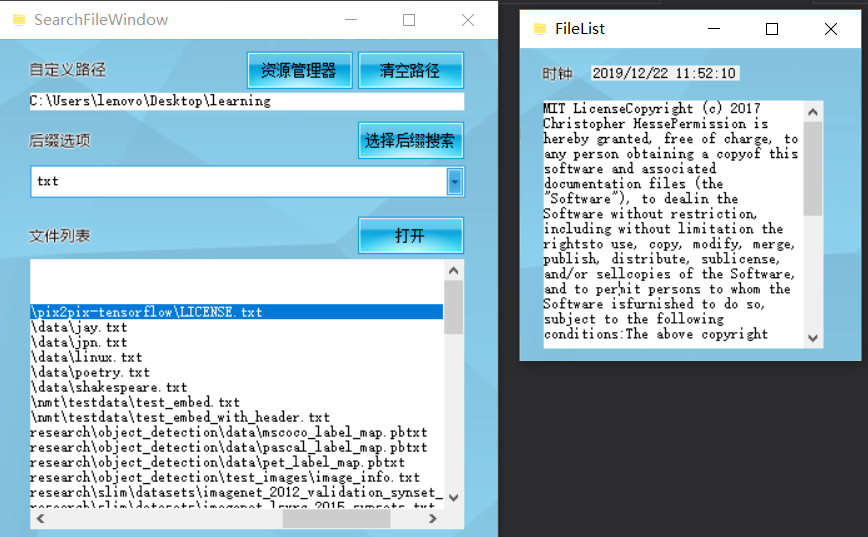 SearchFileWindow
自定义路径
资源管理器
清空路径
C:\Users\lenovo\Desktop\learning
后缀选项
选择后缀搜索
txt
文件列表
打开
\pix2pix-tensorflow\LICENSE.txt
\data\jay.txt
\data\jpn.txt
\data\linux.txt
\data\poetry.txt
\data\shakespeare.txt
\nmt\testdata\test_embed.txt
\nmt\testdata\test_embed_with_header.txt
research\object_detection\data\mscoco_label_map.pbtxt
research\object_detection\data\pascal_label_map.pbtxt
research\object_detection\data\pet_label_map.pbtxt
research\object_detection\test_images\image_info.txt
research\slim\datasets\imagenet_2012_validation_synset_
research\slim\datasets\imagenet_lsvrc_2015_synsets.txt
FileList
时钟
2019/12/22 11:52:10
MIT LicenseCopyright (c) 2017
Christopher HessePermission is
hereby granted, free of charge, to
any person obtaining a copyof this
software and associated
documentation files (the
"Software"), to dealin the
Software without restriction,
including without limitation the
rightsto use, copy, modify, merge,
publish, distribute, sublicense,
and/or sellcopies of the Software,
and to permit persons to whom the
Software isfurnished to do so,
subject to the following
conditions:The above copyright